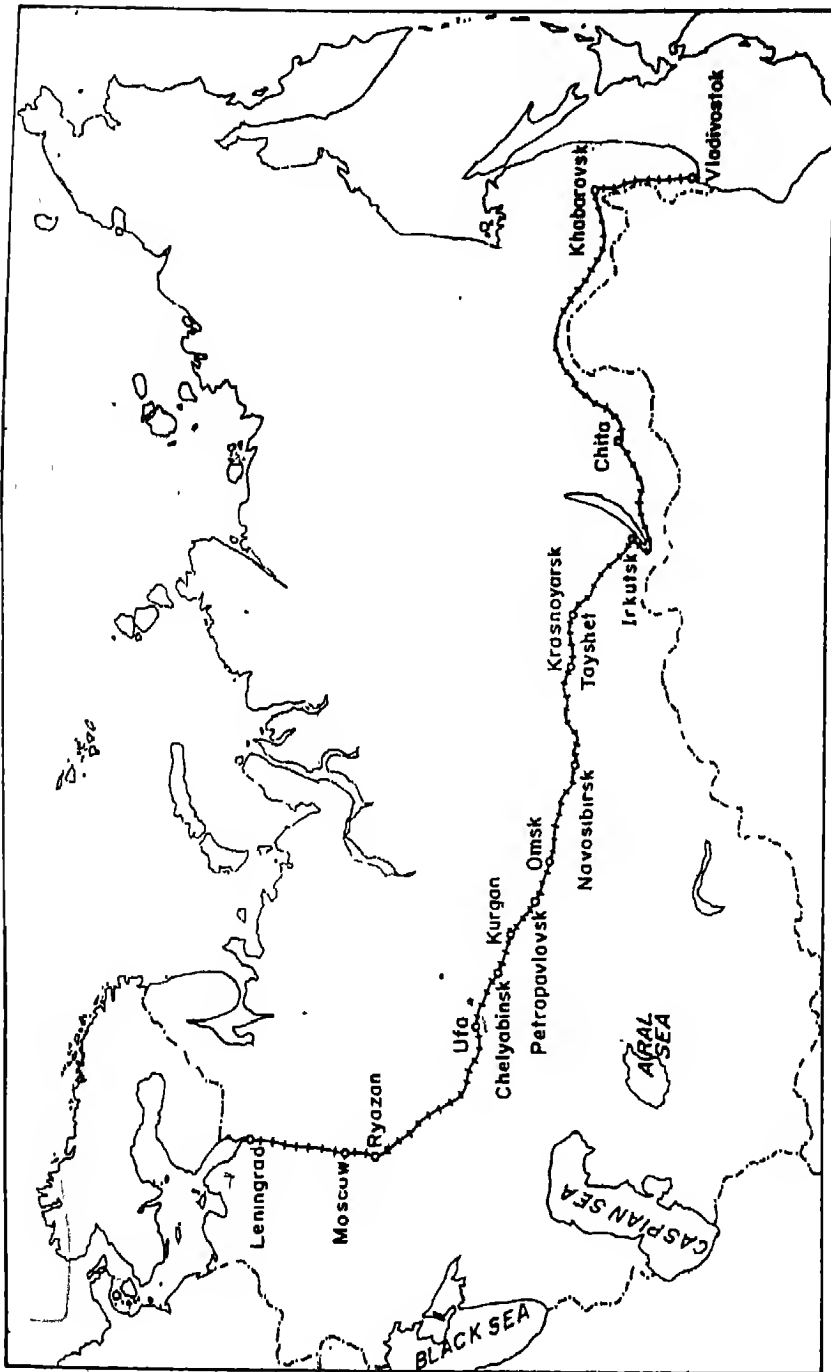 Leningrad
Moscuw
Ryazan
Ufa
Chelyabinsk
Kurgan
Petropavlovsk
Omsk
Navosibirsk
Krasnoyarsk
Tayshet
Irkutsk
Chita
Khabarovsk
Vladivostok
BLACK SEA
CASPIAN SEA
ARAL
SEA